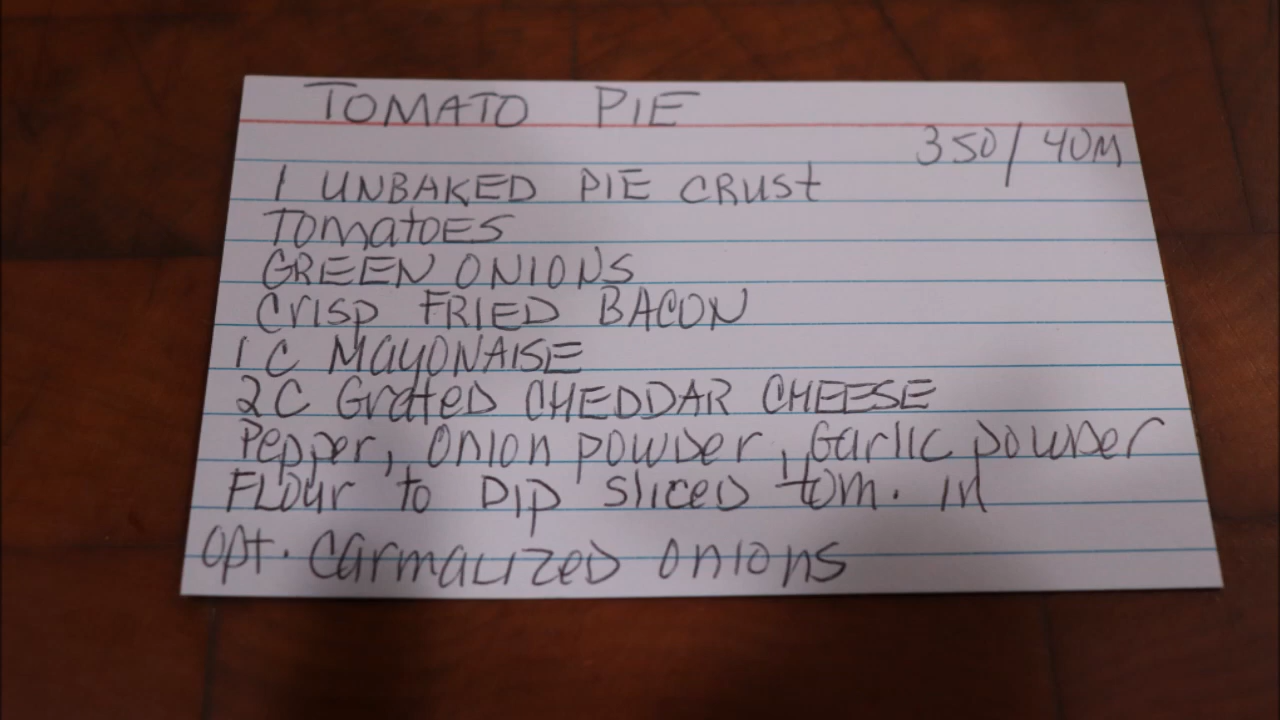 TOMATO PIE
350/40M
1 UNBAKED PIE CRUSt
TOmatOES
GREEN ONIONS
CRISP FRIED BACON
1 C MAYONAISE
2C GratED CHEDDAR CHEESE
Pepper, Onion powDer, Garlic powDer
FLOur to DIp sliceD tom. in
opt. CarmalizeD onions